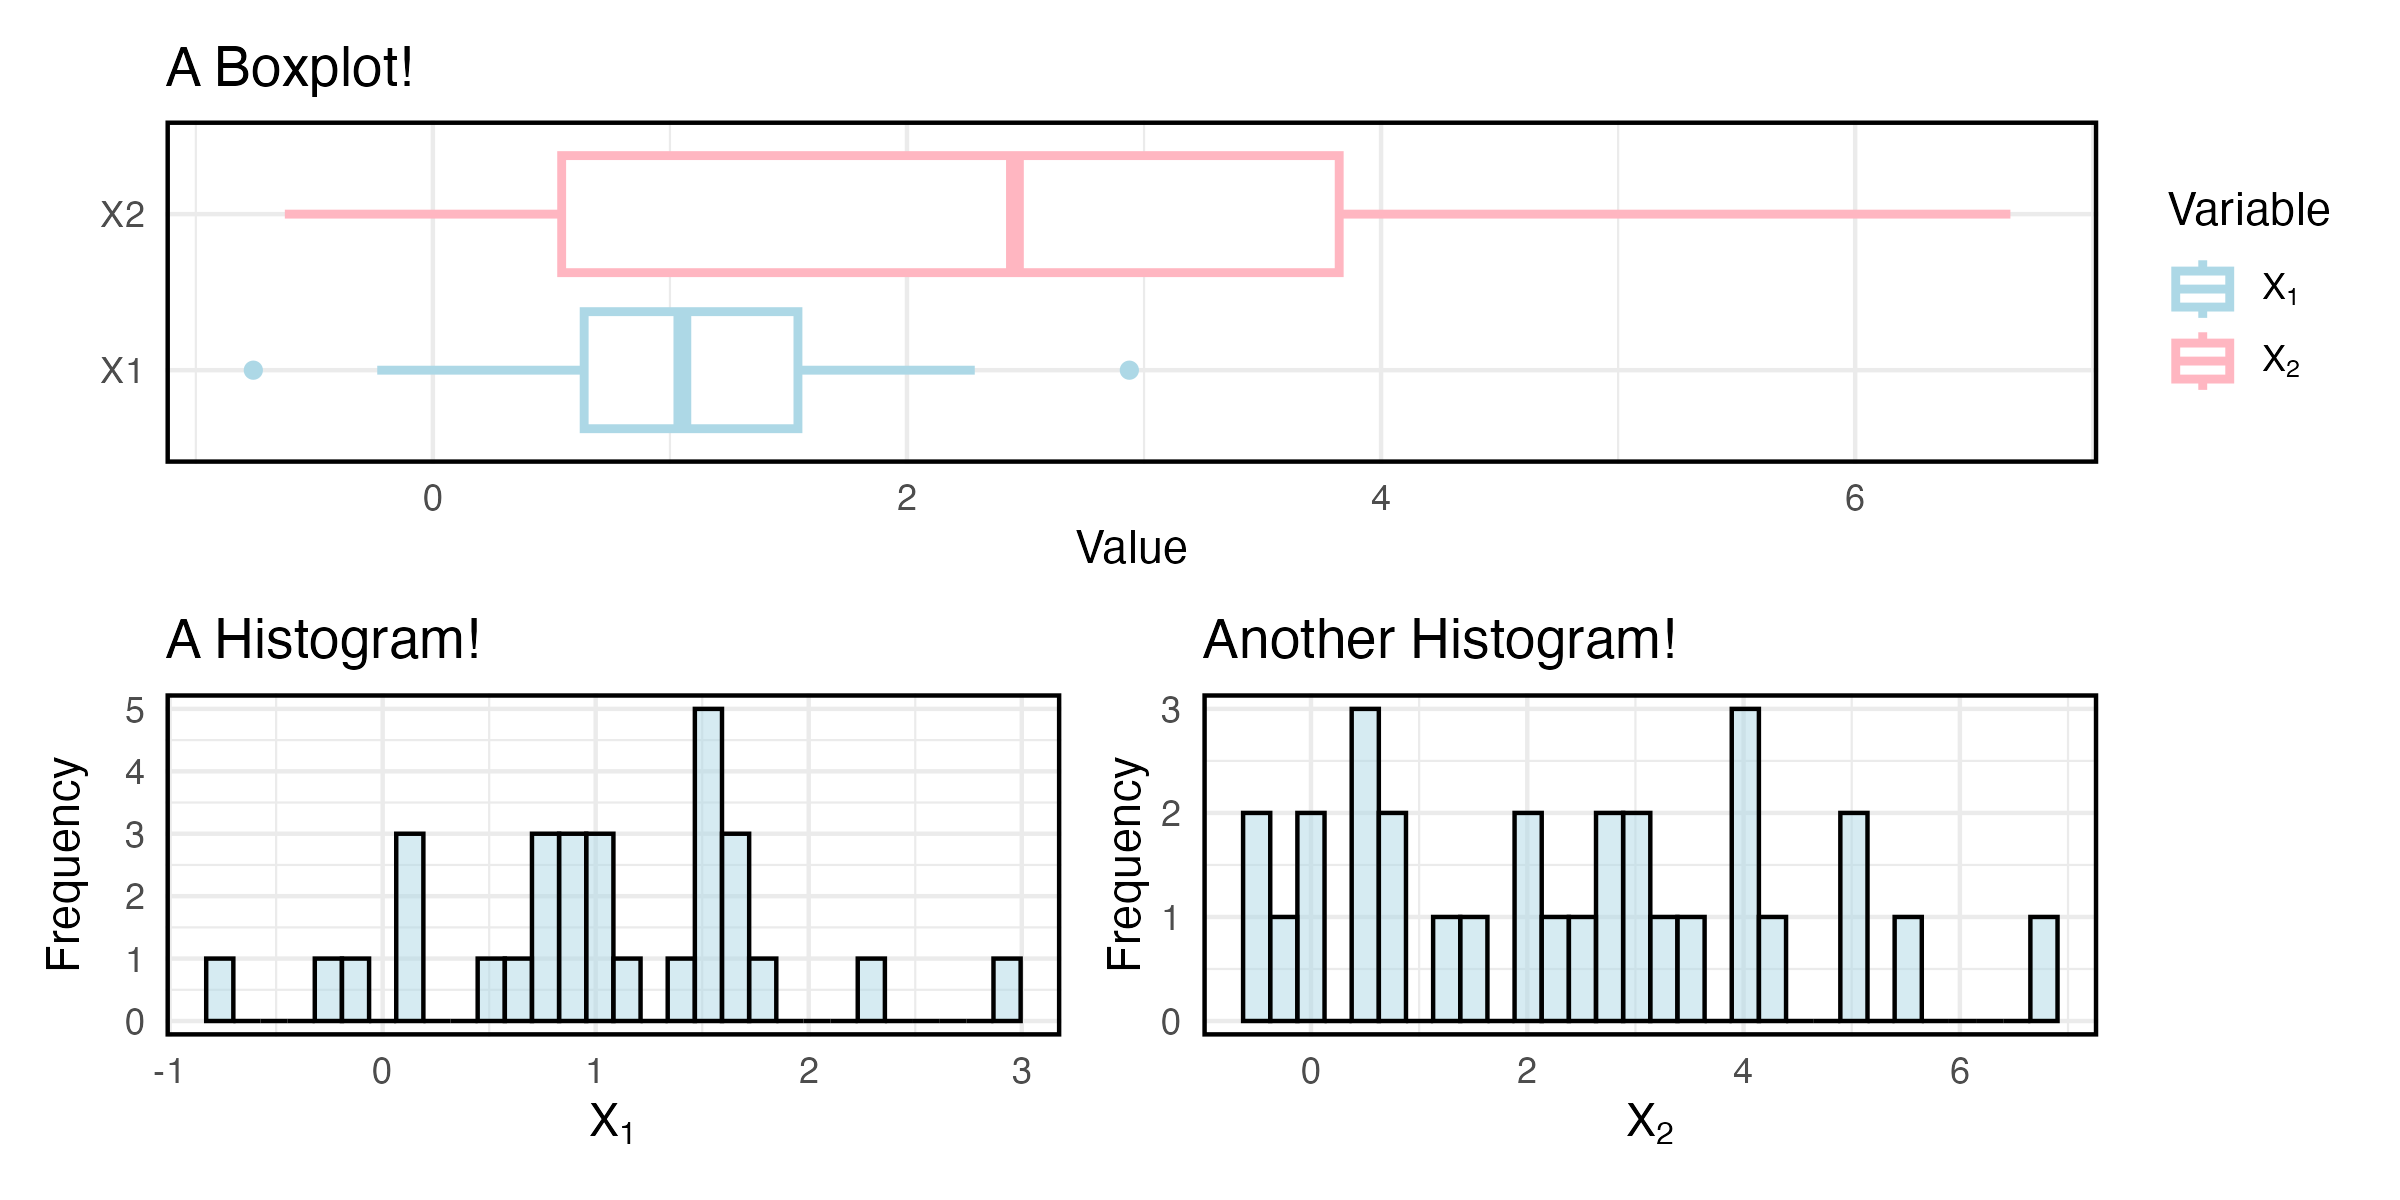 A Boxplot!
X2
X1
0 2 4 6
Value
Variable
X₁
X₂
A Histogram!
Frequency
5
4
3
2
1
0
-1 0 1 2 3
X₁
Another Histogram!
Frequency
3
2
1
0
0 2 4 6
X₂